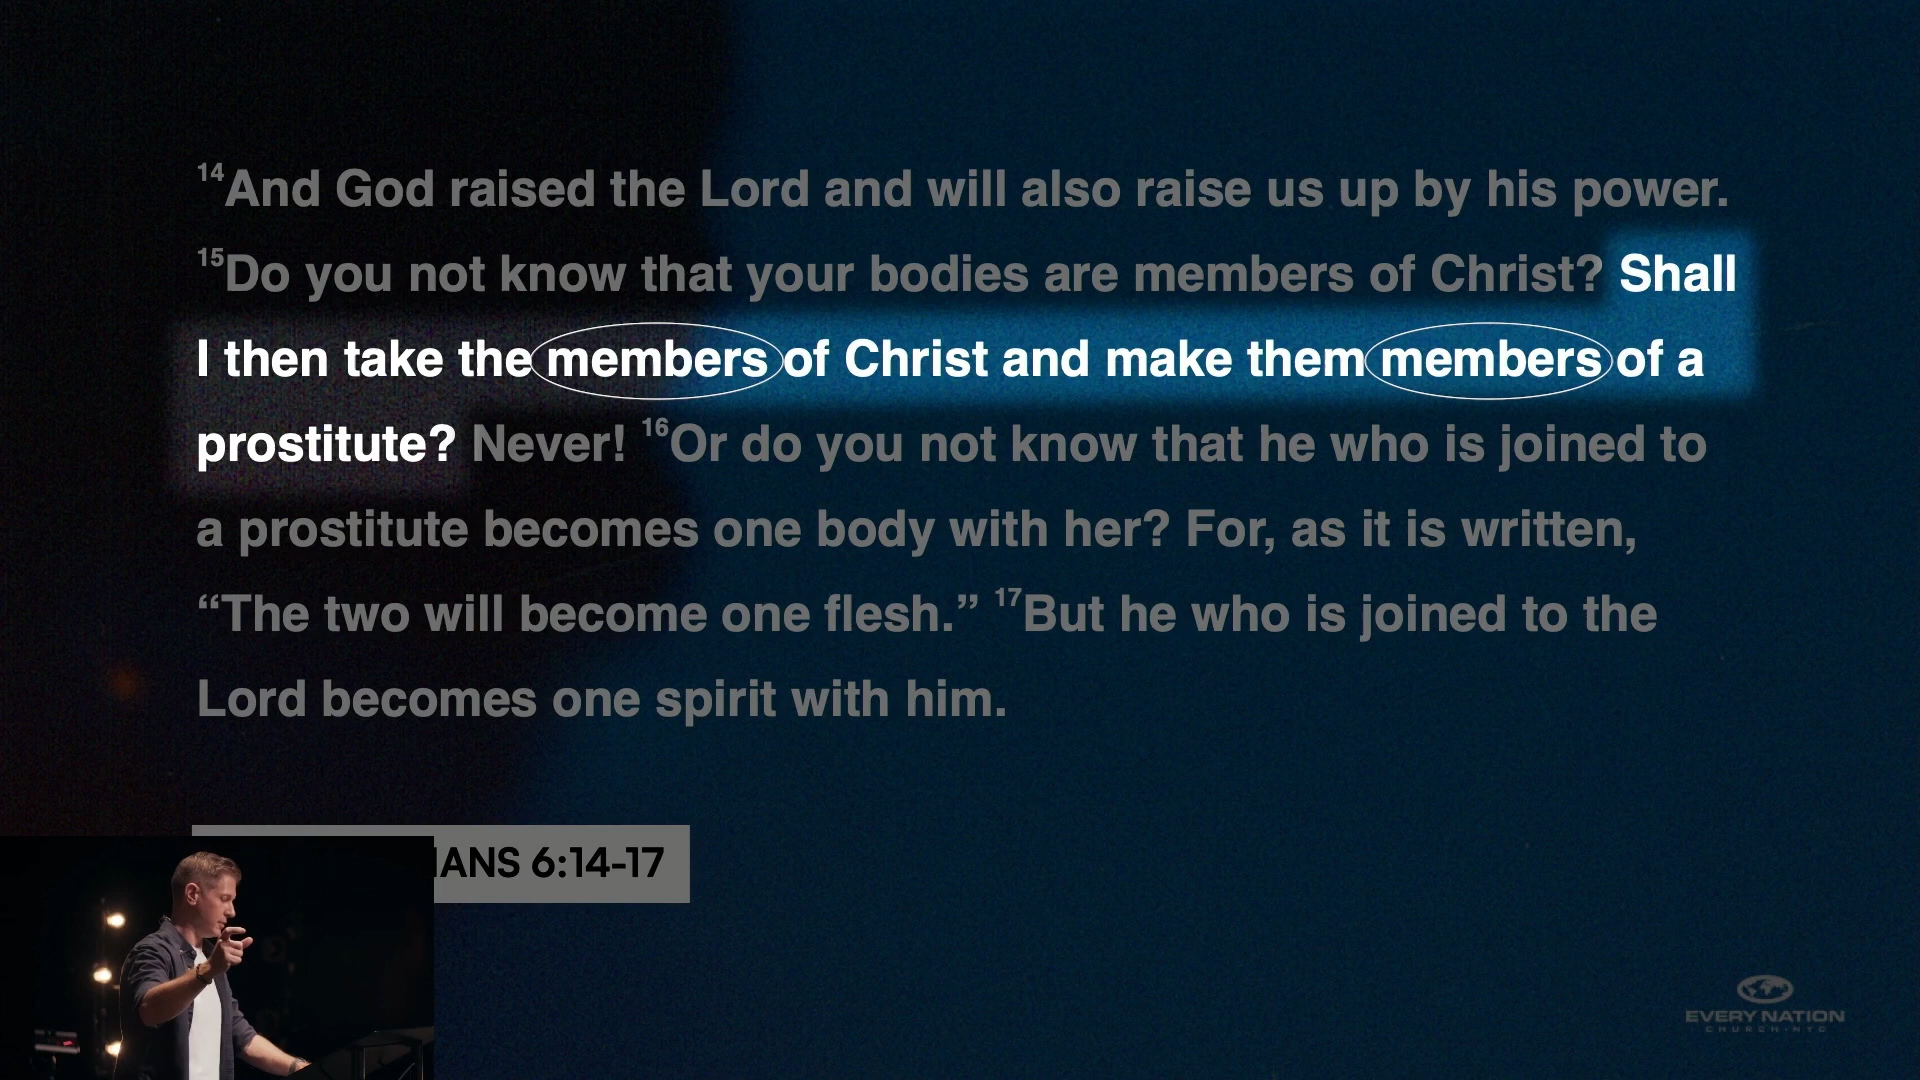 ¹⁴And God raised the Lord and will also raise us up by his power.
¹⁵Do you not know that your bodies are members of Christ? Shall
I then take the members of Christ and make them members of a
prostitute? Never! ¹⁶Or do you not know that he who is joined to
a prostitute becomes one body with her? For, as it is written,
“The two will become one flesh.” ¹⁷But he who is joined to the
Lord becomes one spirit with him.
IANS 6:14-17
EVERY NATION
CHURCH•NYC